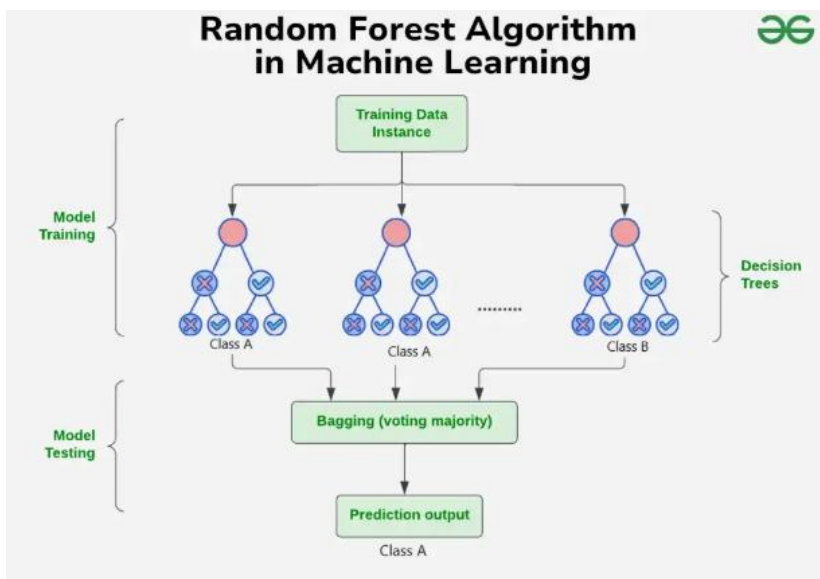 Random Forest Algorithm
in Machine Learning
Training Data
Instance
Model
Training
Decision
Trees
.........
Class A
Class A
Class B
Bagging (voting majority)
Model
Testing
Prediction output
Class A